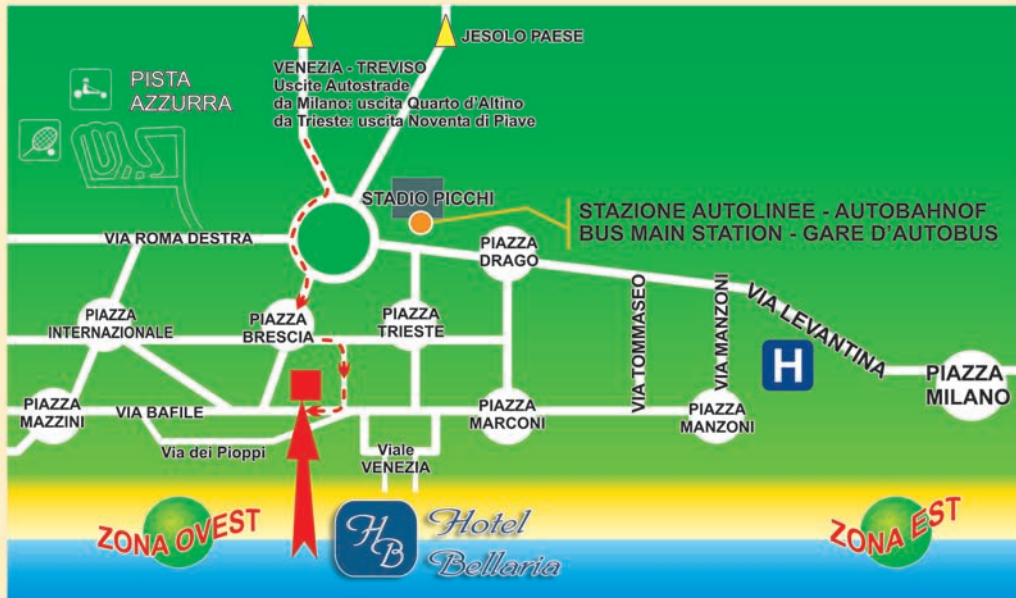 JESOLO PAESE
VENEZIA - TREVISO
Uscite Autostrade
da Milano: uscita Quarto d'Altino
da Trieste: uscita Noventa di Piave
PISTA
AZZURRA
STADIO PICCHI
STAZIONE AUTOLINEE - AUTOBAHNOF
BUS MAIN STATION - GARE D'AUTOBUS
VIA ROMA DESTRA
PIAZZA
DRAGO
PIAZZA
INTERNAZIONALE
PIAZZA
BRESCIA
PIAZZA
TRIESTE
VIA TOMMASEO
VIA MANZONI
VIA LEVANTINA
H
PIAZZA
MILANO
PIAZZA
MAZZINI
VIA BAFILE
PIAZZA
MARCONI
PIAZZA
MANZONI
Via dei Pioppi
Viale
VENEZIA
ZONA OVEST
HB
Hotel
Bellaria
ZONA EST